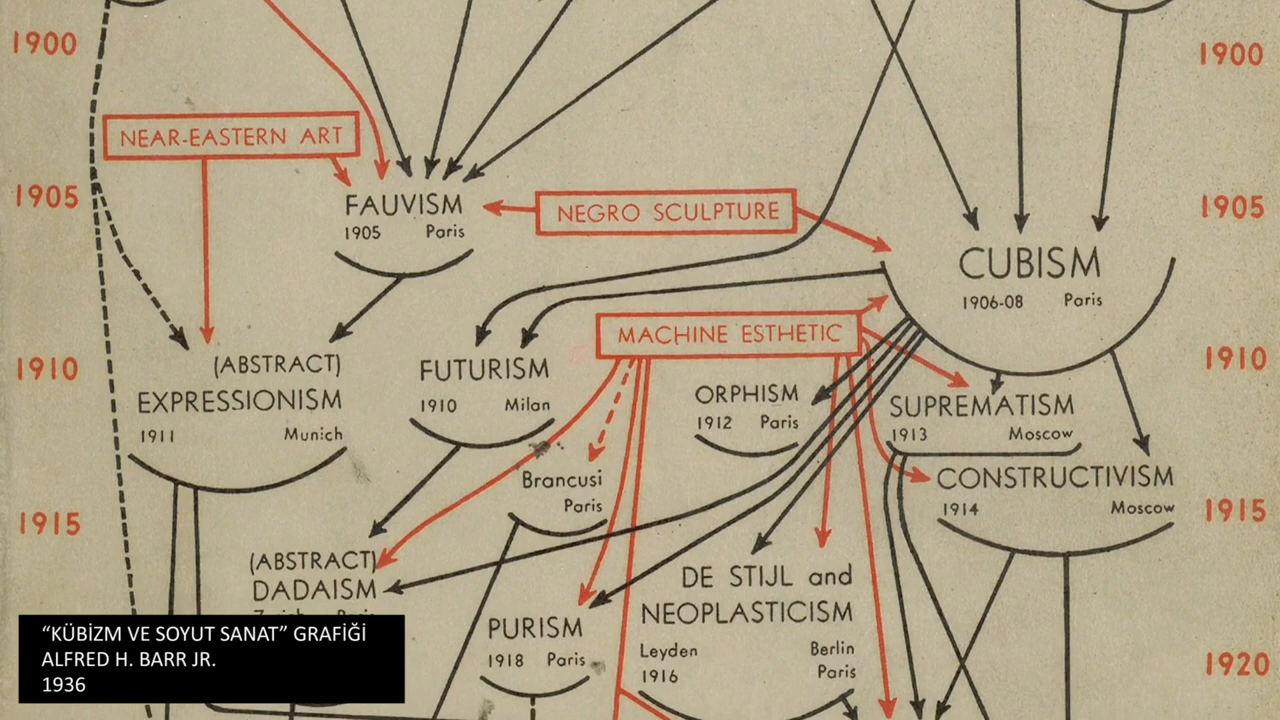 1900
1900
NEAR-EASTERN ART
1905
1905
FAUVISM
1905 Paris
NEGRO SCULPTURE
CUBISM
1906-08 Paris
MACHINE ESTHETIC
1910
1910
(ABSTRACT)
EXPRESSIONISM
1911 Munich
FUTURISM
1910 Milan
ORPHISM
1912 Paris
SUPREMATISM
1913 Moscow
Brancusi
Paris
CONSTRUCTIVISM
1914 Moscow
1915
1915
(ABSTRACT)
DADAISM
PURISM
1918 Paris
DE STIJL and
NEOPLASTICISM
Leyden Berlin
1916 Paris
1920
"KÜBİZM VE SOYUT SANAT" GRAFİĞİ
ALFRED H. BARR JR.
1936